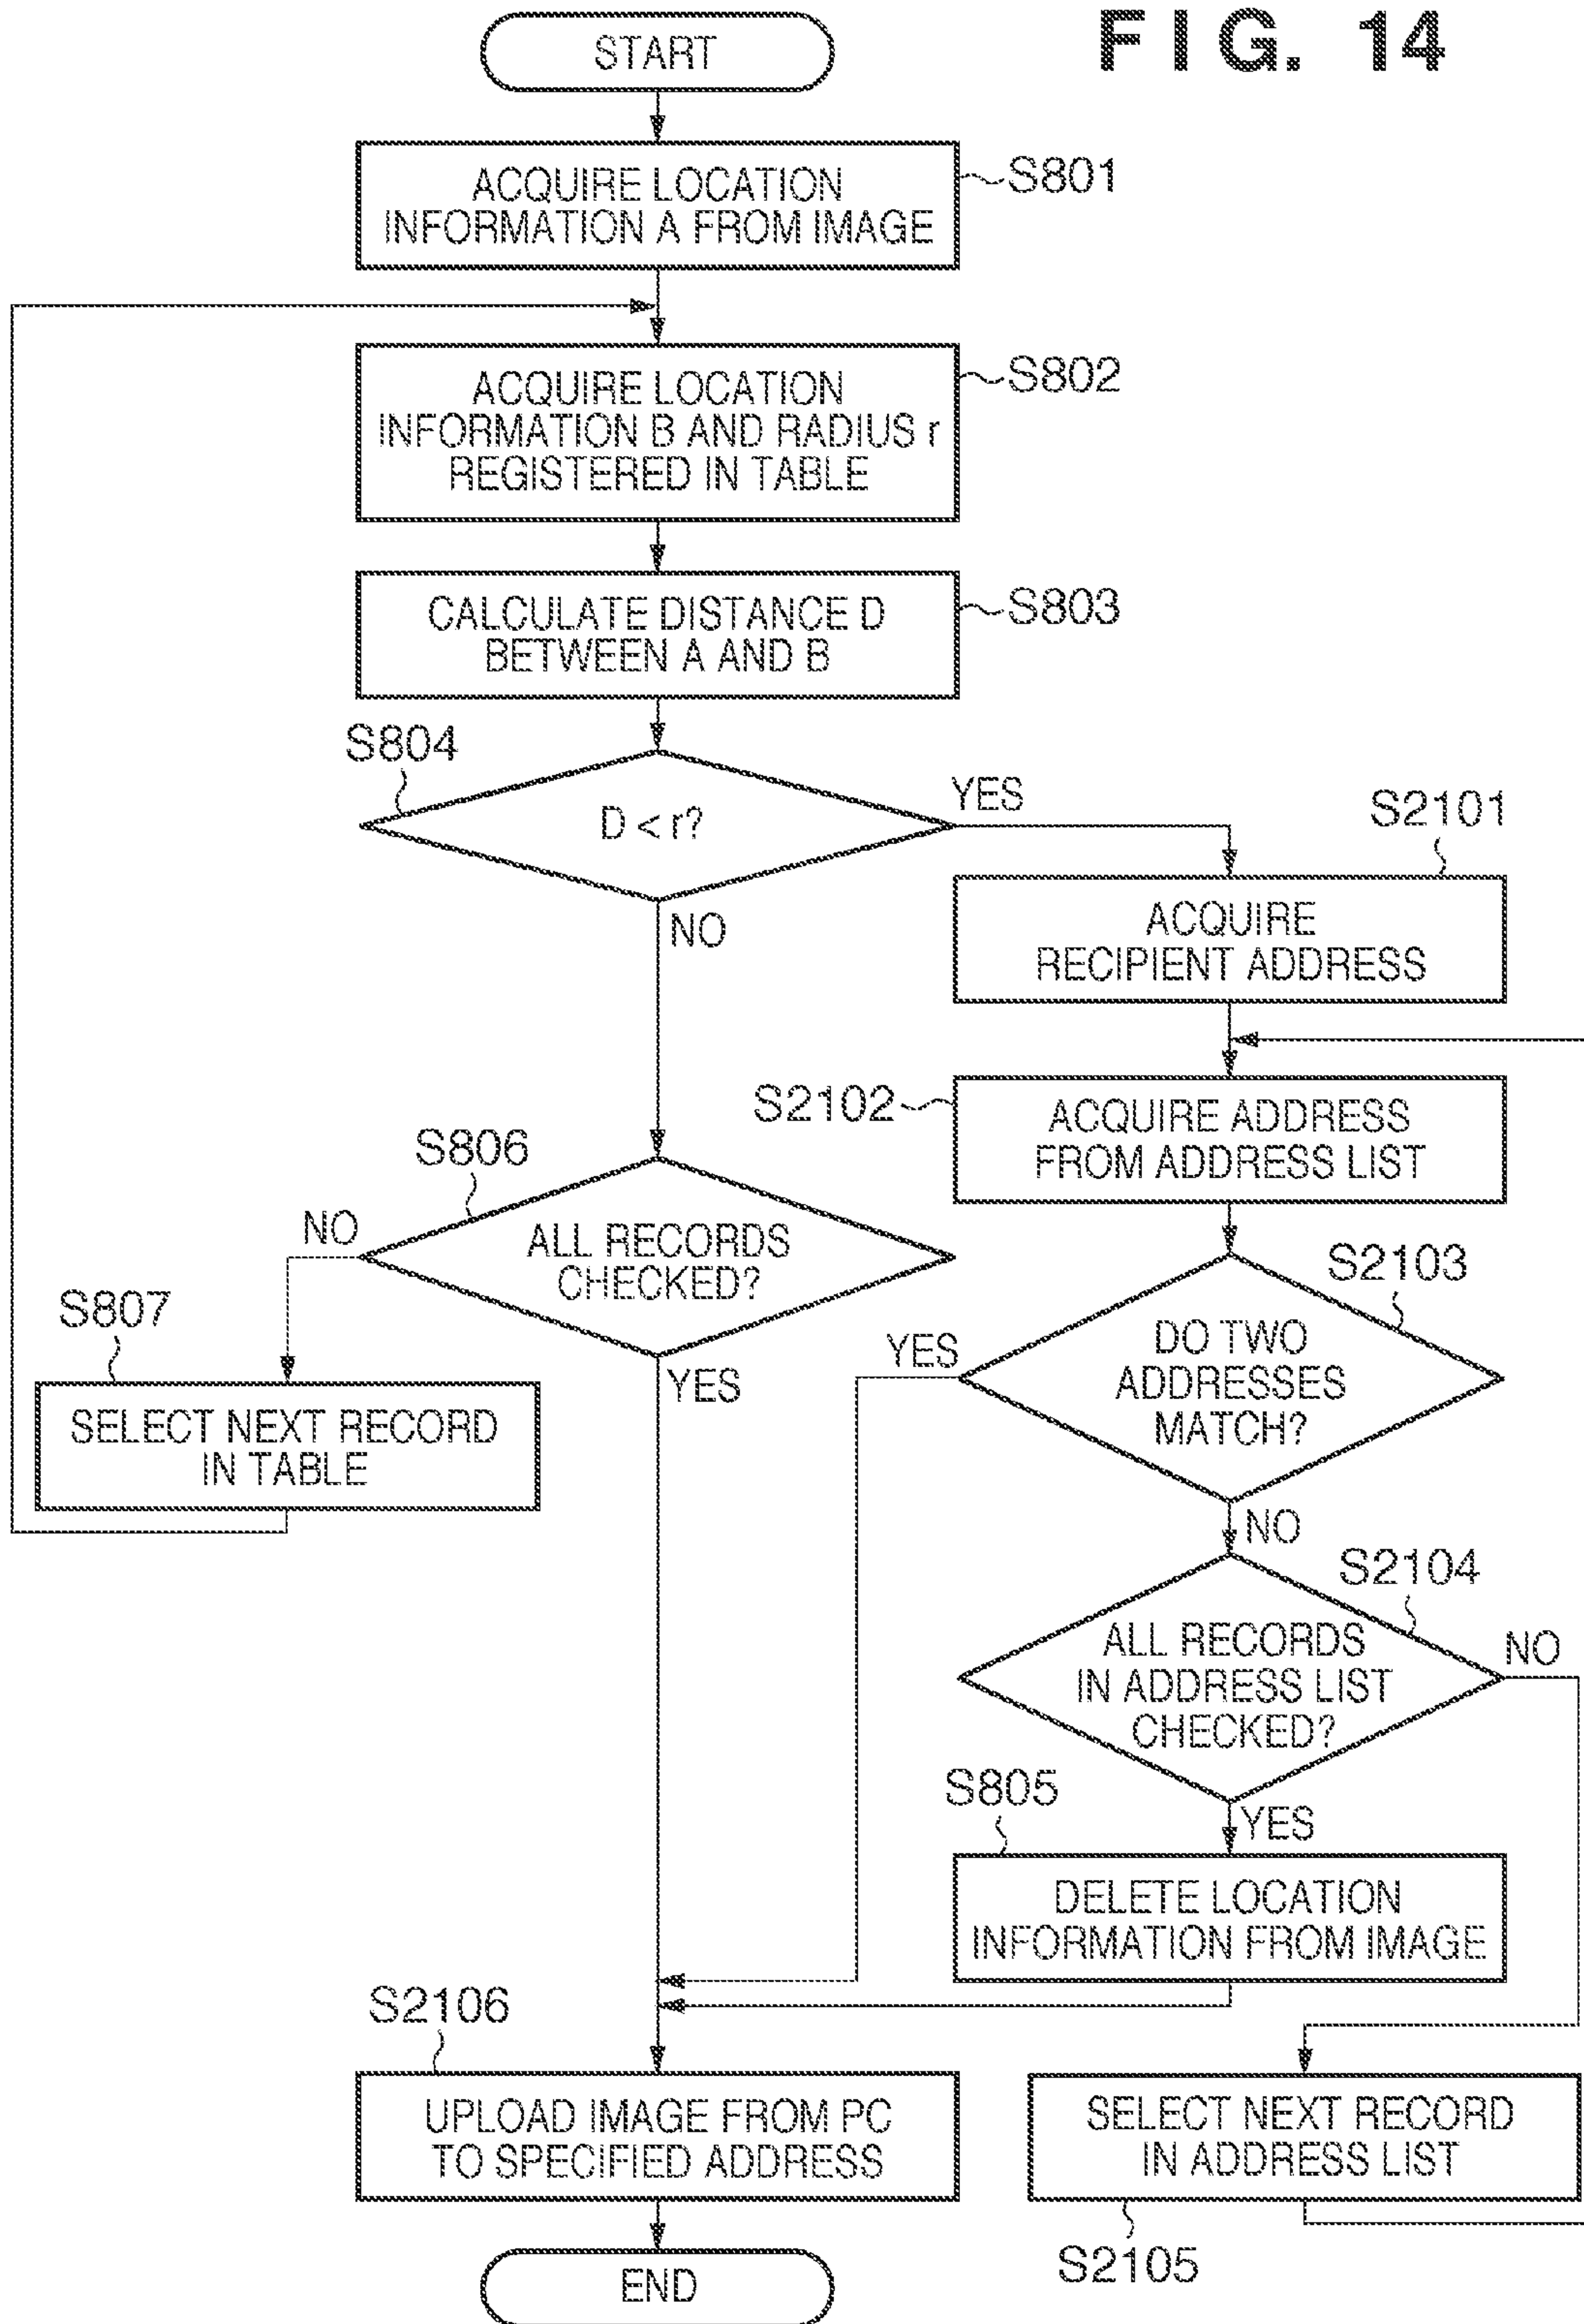 FIG. 14
START
ACQUIRE LOCATION
INFORMATION A FROM IMAGE
S801
ACQUIRE LOCATION
INFORMATION B AND RADIUS r
REGISTERED IN TABLE
S802
CALCULATE DISTANCE D
BETWEEN A AND B
S803
S804
D < r?
YES
NO
S2101
ACQUIRE
RECIPIENT ADDRESS
S2102
ACQUIRE ADDRESS
FROM ADDRESS LIST
S806
ALL RECORDS
CHECKED?
NO
YES
S807
SELECT NEXT RECORD
IN TABLE
S2103
DO TWO
ADDRESSES
MATCH?
YES
NO
S2104
ALL RECORDS
IN ADDRESS LIST
CHECKED?
NO
YES
S805
DELETE LOCATION
INFORMATION FROM IMAGE
S2106
UPLOAD IMAGE FROM PC
TO SPECIFIED ADDRESS
SELECT NEXT RECORD
IN ADDRESS LIST
S2105
END